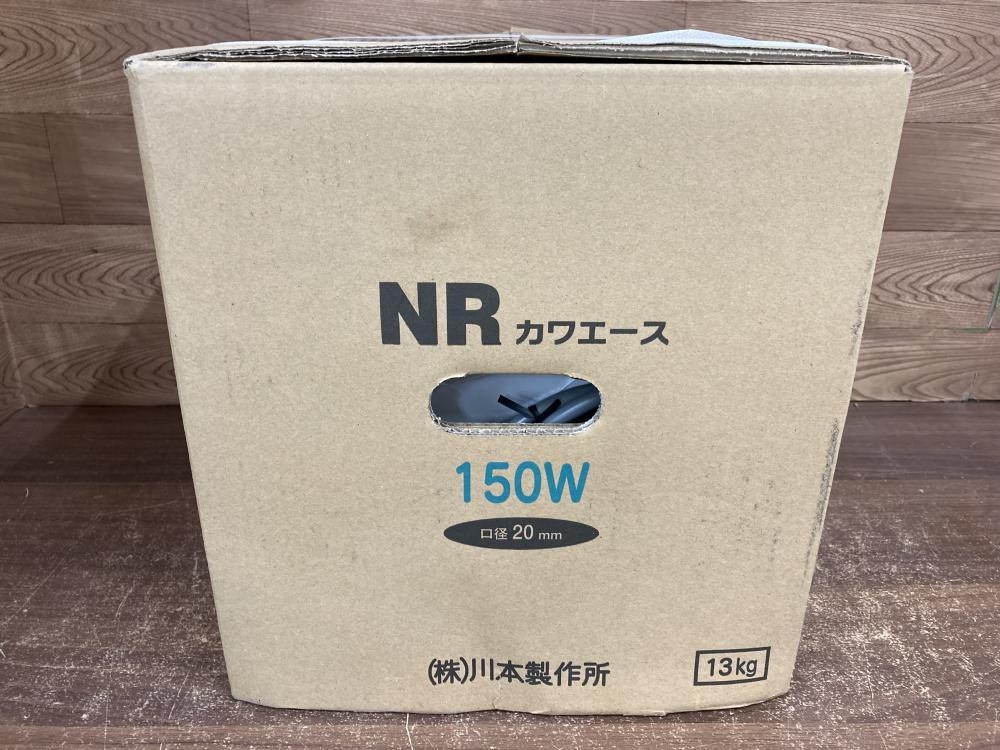 NR カワエース
150W
口径 20 mm
(株)川本製作所
13kg